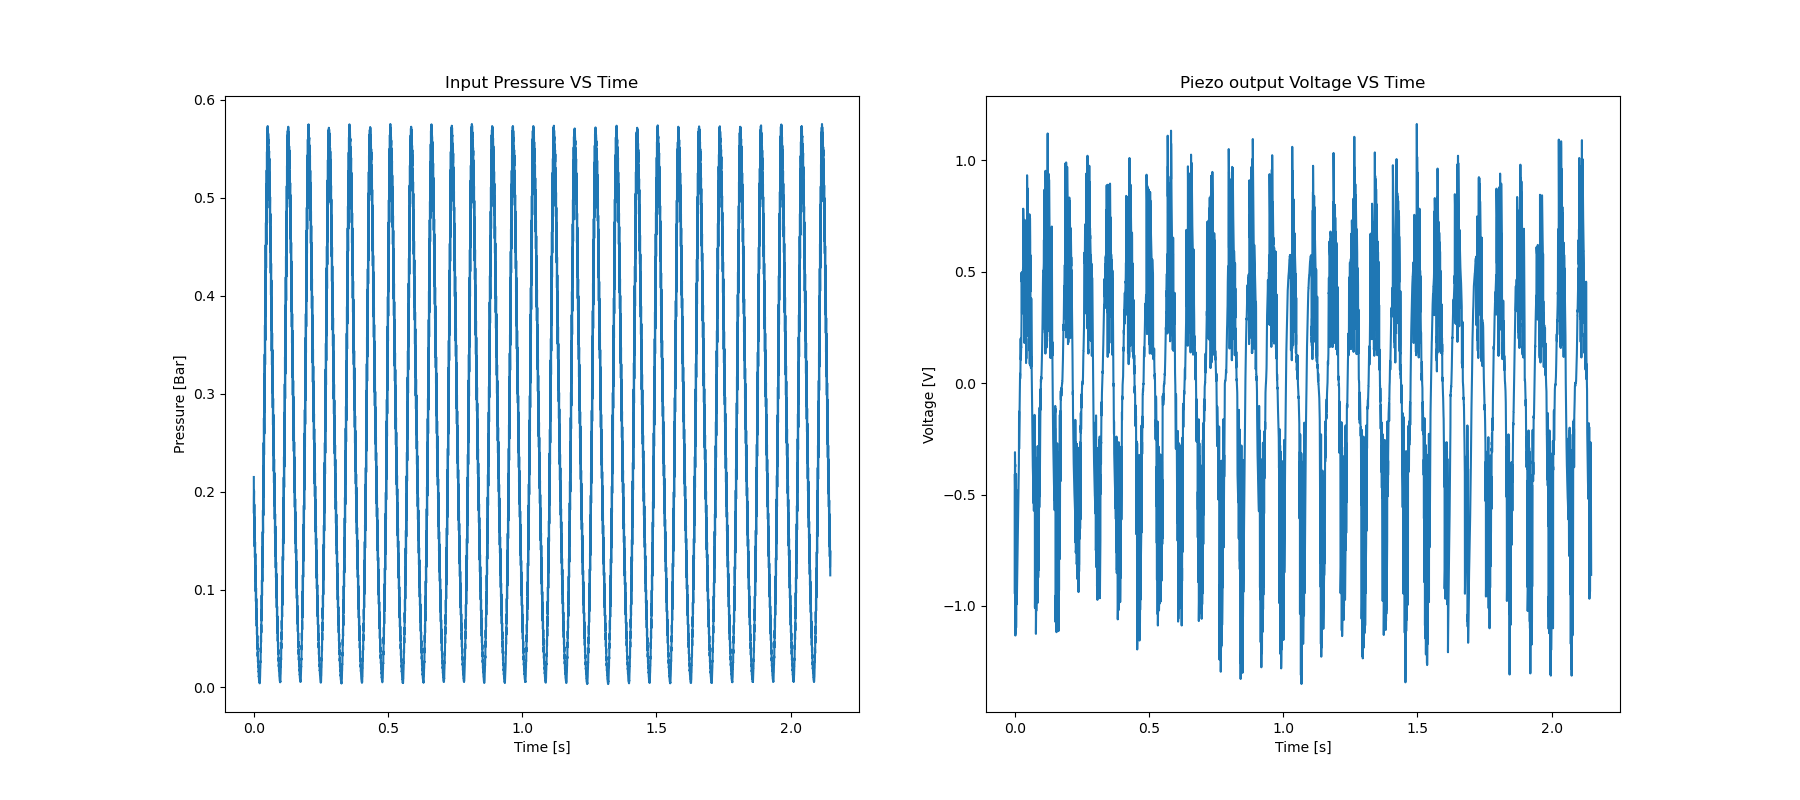 Input Pressure VS Time
0.6
0.5
0.4
0.3
0.2
0.1
0.0
Pressure [Bar]
0.0 0.5 1.0 1.5 2.0
Time [s]
Piezo output Voltage VS Time
1.0
0.5
0.0
−0.5
−1.0
Voltage [V]
0.0 0.5 1.0 1.5 2.0
Time [s]